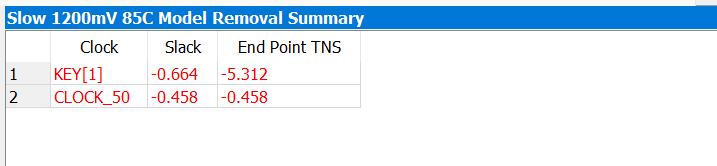 Slow 1200mV 85C Model Removal Summary
Clock Slack End Point TNS
1 KEY[1] -0.664 -5.312
2 CLOCK_50 -0.458 -0.458